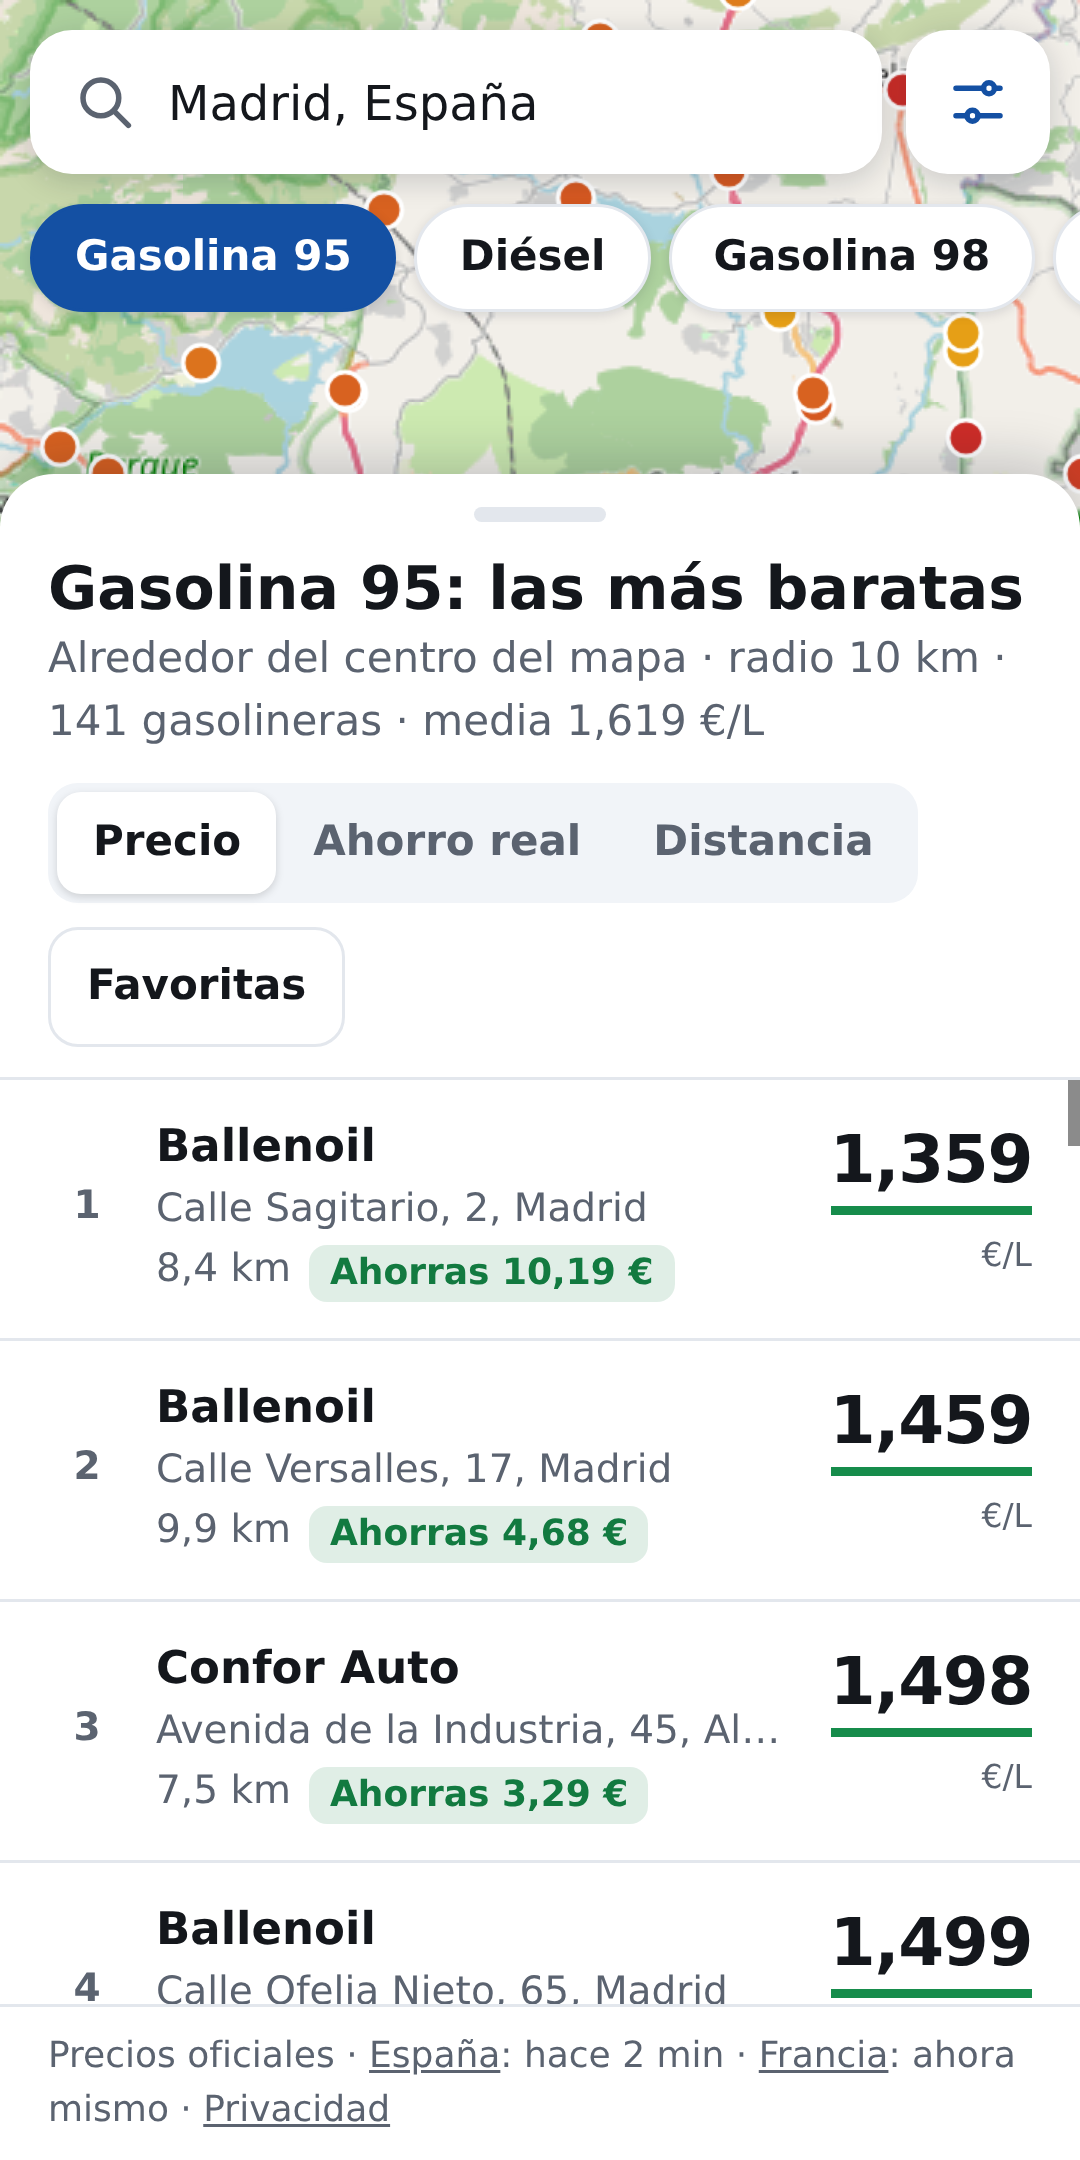 Madrid, España
Gasolina 95
Diésel
Gasolina 98
Parque
Gasolina 95: las más baratas
Alrededor del centro del mapa · radio 10 km ·
141 gasolineras · media 1,619 €/L
Precio
Ahorro real
Distancia
Favoritas
1
Ballenoil
Calle Sagitario, 2, Madrid
8,4 km
Ahorras 10,19 €
1,359
€/L
2
Ballenoil
Calle Versalles, 17, Madrid
9,9 km
Ahorras 4,68 €
1,459
€/L
3
Confor Auto
Avenida de la Industria, 45, Al...
7,5 km
Ahorras 3,29 €
1,498
€/L
4
Ballenoil
Calle Ofelia Nieto, 65, Madrid
1,499
Precios oficiales · España: hace 2 min · Francia: ahora
mismo · Privacidad